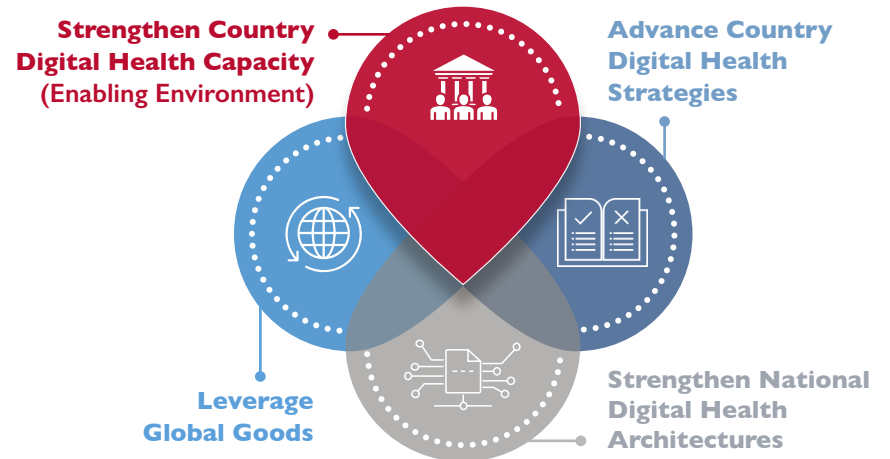 Strengthen Country
Digital Health Capacity
(Enabling Environment)
Advance Country
Digital Health
Strategies
Leverage
Global Goods
Strengthen National
Digital Health
Architectures